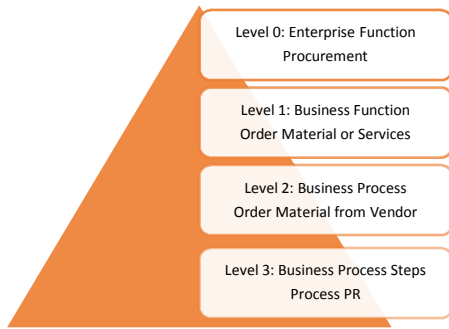 Level 0: Enterprise Function
Procurement
Level 1: Business Function
Order Material or Services
Level 2: Business Process
Order Material from Vendor
Level 3: Business Process Steps
Process PR